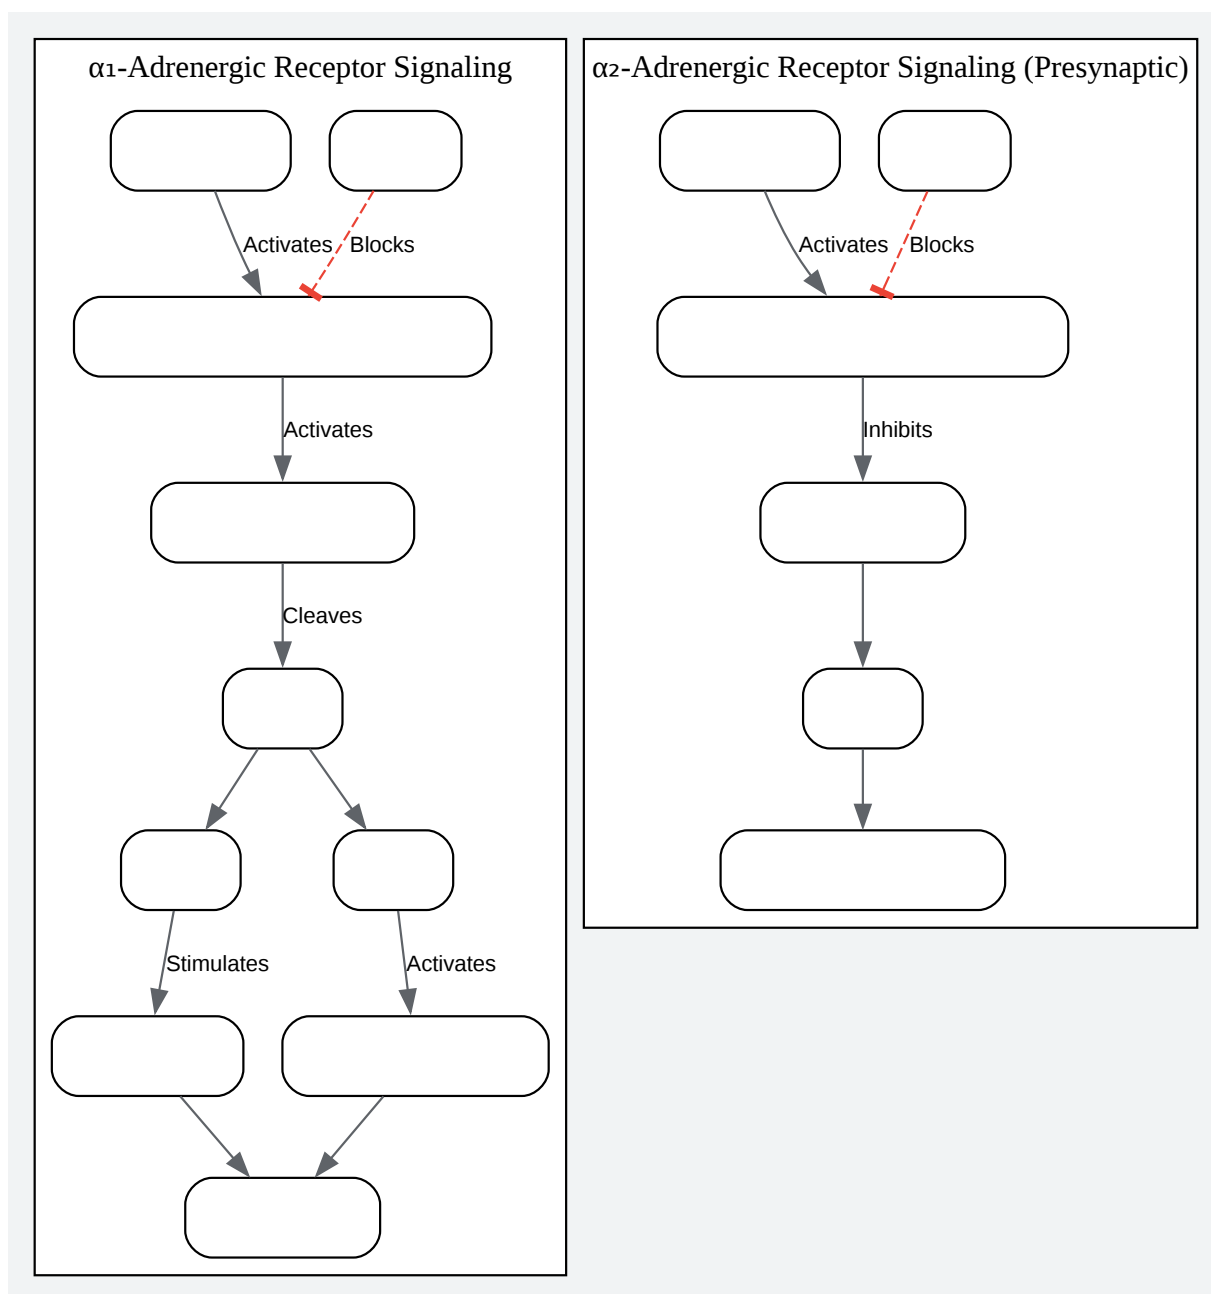 α₁-Adrenergic Receptor Signaling
Activates
Blocks
Activates
Cleaves
Stimulates
Activates
α₂-Adrenergic Receptor Signaling (Presynaptic)
Activates
Blocks
Inhibits